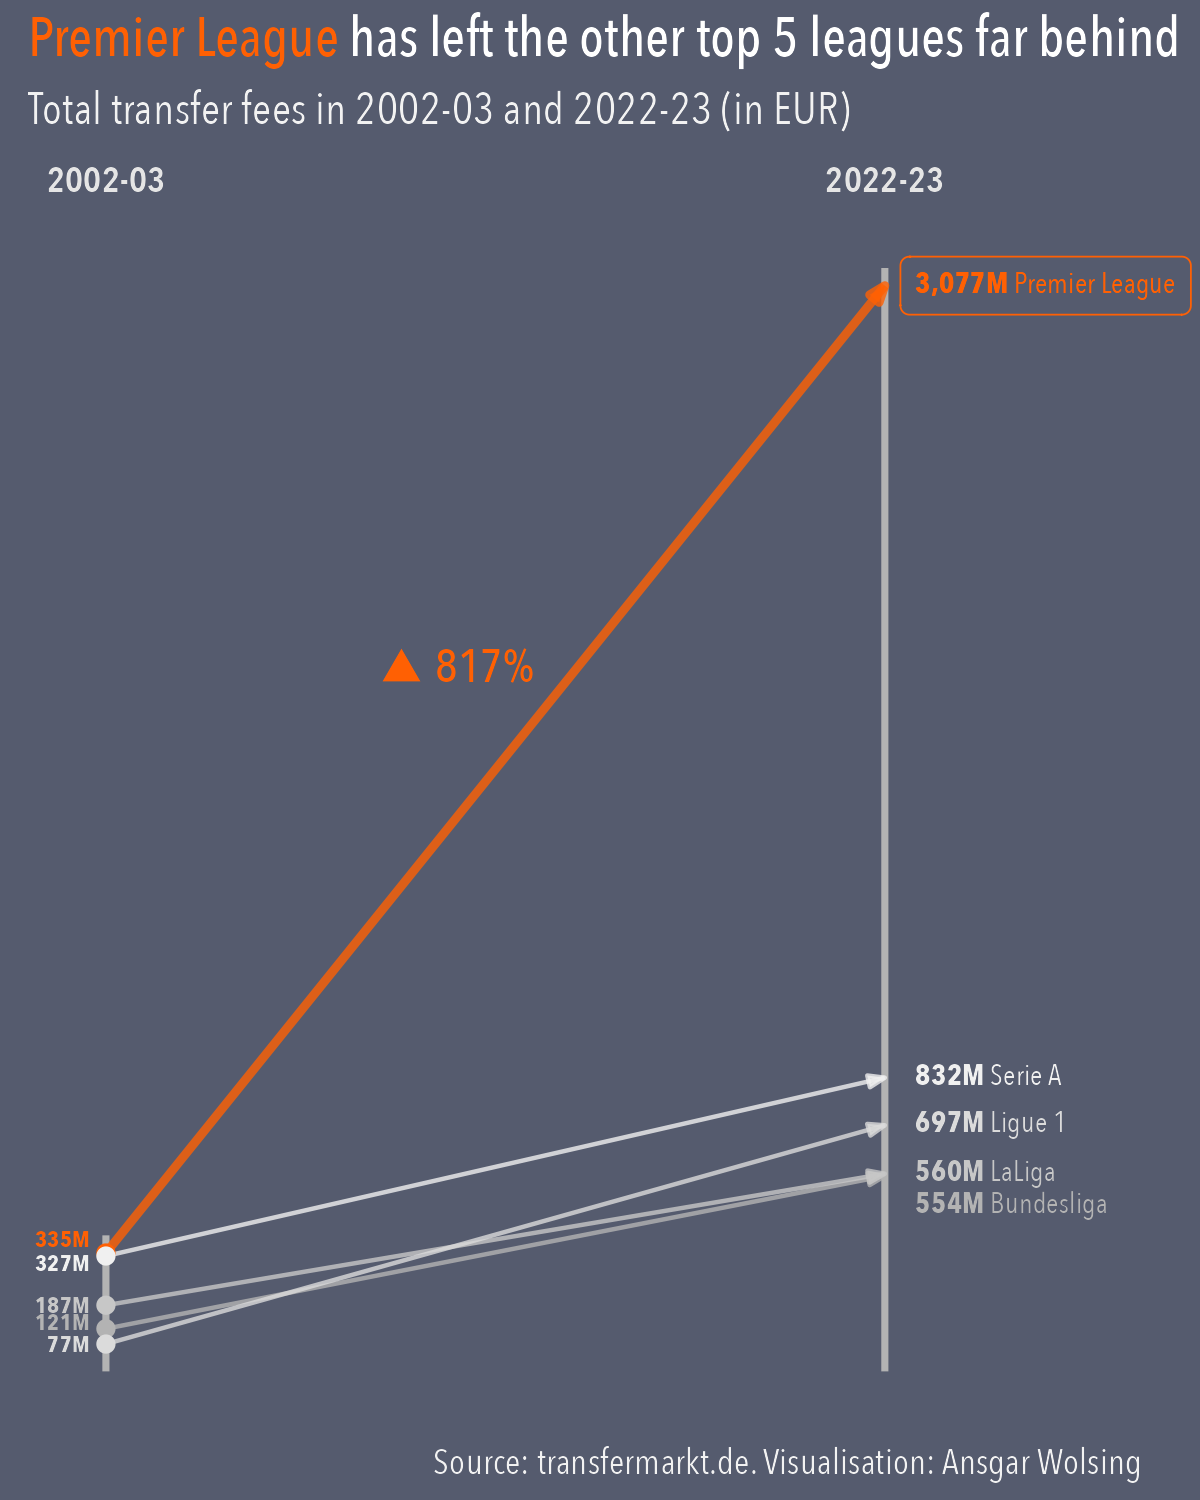 Premier League has left the other top 5 leagues far behind
Total transfer fees in 2002-03 and 2022-23 (in EUR)
2002-03
2022-23
3,077M Premier League
▲ 817%
832M Serie A
697M Ligue 1
560M LaLiga
554M Bundesliga
335M
327M
187M
121M
77M
Source: transfermarkt.de. Visualisation: Ansgar Wolsing